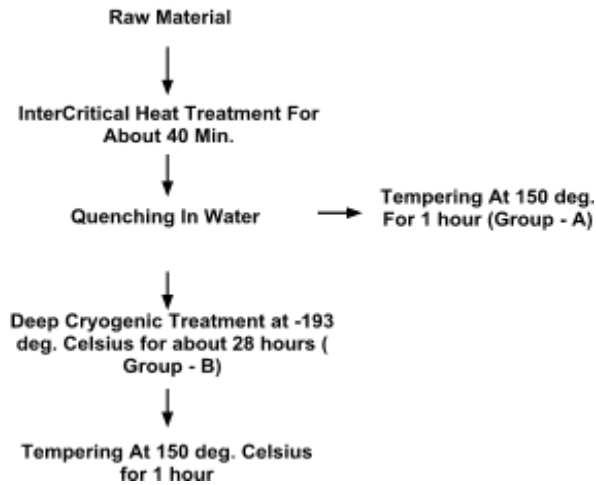 Raw Material
InterCritical Heat Treatment For
About 40 Min.
Quenching In Water
Tempering At 150 deg.
For 1 hour (Group - A)
Deep Cryogenic Treatment at -193
deg. Celsius for about 28 hours (
Group - B)
Tempering At 150 deg. Celsius
for 1 hour